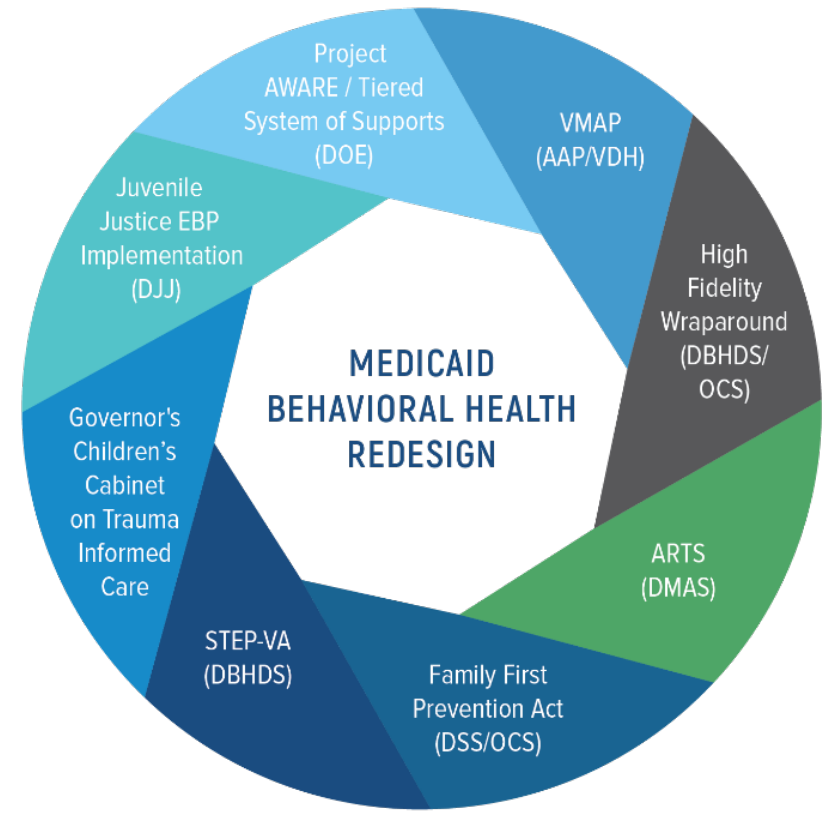 Project
AWARE / Tiered
System of Supports
(DOE)
VMAP
(AAP/VDH)
High
Fidelity
Wraparound
(DBHDS/
OCS)
ARTS
(DMAS)
Family First
Prevention Act
(DSS/OCS)
STEP-VA
(DBHDS)
Governor's
Children’s
Cabinet
on Trauma
Informed
Care
Juvenile
Justice EBP
Implementation
(DJJ)
MEDICAID
BEHAVIORAL HEALTH
REDESIGN